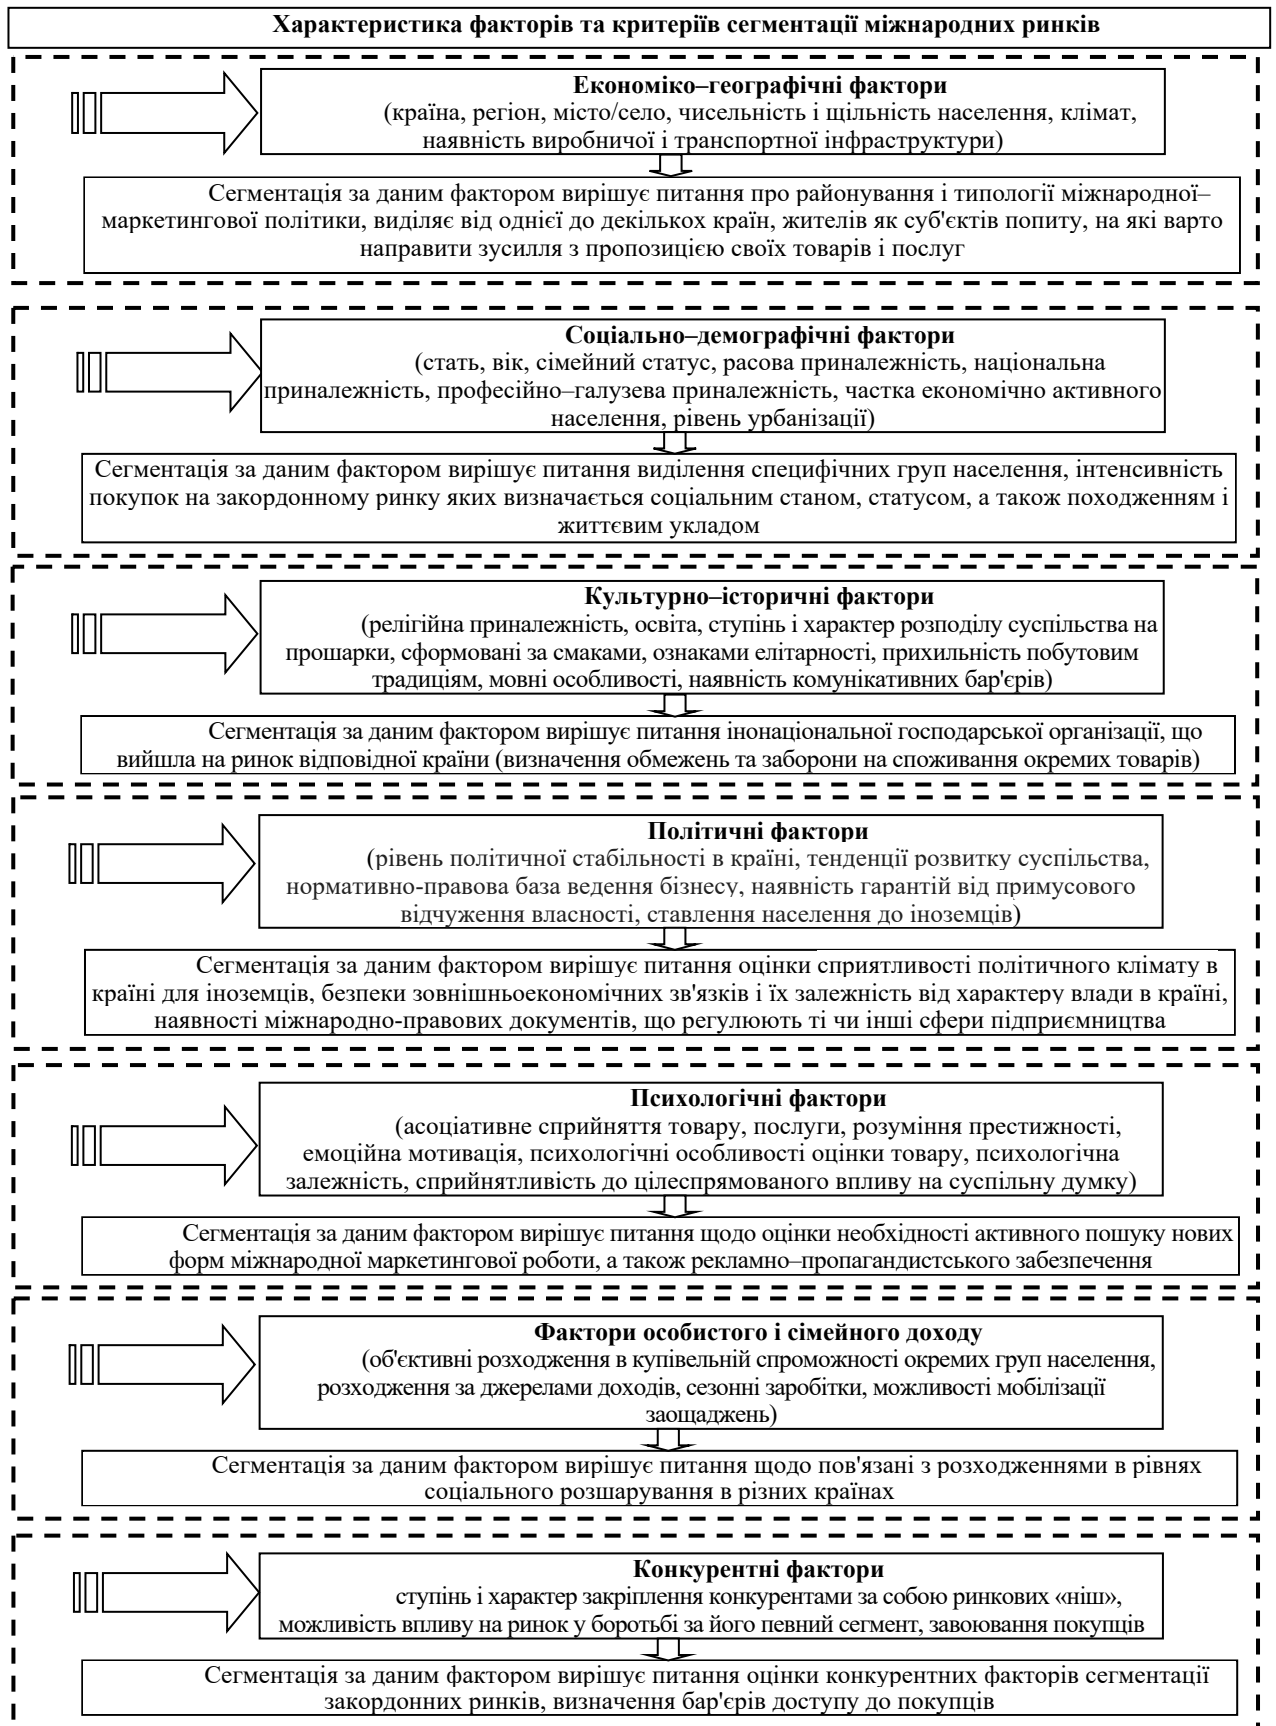 Характеристика факторів та критеріїв сегментації міжнародних ринків
Економіко–географічні фактори
(країна, регіон, місто/село, чисельність і щільність населення, клімат,
наявність виробничої і транспортної інфраструктури)
Сегментація за даним фактором вирішує питання про районування і типології міжнародної–
маркетингової політики, виділяє від однієї до декількох країн, жителів як суб'єктів попиту, на які варто
направити зусилля з пропозицією своїх товарів і послуг
Соціально–демографічні фактори
(стать, вік, сімейний статус, расова приналежність, національна
приналежність, професійно–галузева приналежність, частка економічно активного
населення, рівень урбанізації)
Сегментація за даним фактором вирішує питання виділення специфічних груп населення, інтенсивність
покупок на закордонному ринку яких визначається соціальним станом, статусом, а також походженням і
життєвим укладом
Культурно–історичні фактори
(релігійна приналежність, освіта, ступінь і характер розподілу суспільства на
прошарки, сформовані за смаками, ознаками елітарності, прихильність побутовим
традиціям, мовні особливості, наявність комунікативних бар'єрів)
Сегментація за даним фактором вирішує питання інонаціональної господарської організації, що
вийшла на ринок відповідної країни (визначення обмежень та заборони на споживання окремих товарів)
Політичні фактори
(рівень політичної стабільності в країні, тенденції розвитку суспільства,
нормативно-правова база ведення бізнесу, наявність гарантій від примусового
відчуження власності, ставлення населення до іноземців)
Сегментація за даним фактором вирішує питання оцінки сприятливості політичного клімату в
країні для іноземців, безпеки зовнішньоекономічних зв'язків і їх залежність від характеру влади в країні,
наявності міжнародно-правових документів, що регулюють ті чи інші сфери підприємництва
Психологічні фактори
(асоціативне сприйняття товару, послуги, розуміння престижності,
емоційна мотивація, психологічні особливості оцінки товару, психологічна
залежність, сприйнятливість до цілеспрямованого впливу на суспільну думку)
Сегментація за даним фактором вирішує питання щодо оцінки необхідності активного пошуку нових
форм міжнародної маркетингової роботи, а також рекламно–пропагандистського забезпечення
Фактори особистого і сімейного доходу
(об'єктивні розходження в купівельній спроможності окремих груп населення,
розходження за джерелами доходів, сезонні заробітки, можливості мобілізації
заощаджень)
Сегментація за даним фактором вирішує питання щодо пов'язані з розходженнями в рівнях
соціального розшарування в різних країнах
Конкурентні фактори
ступінь і характер закріплення конкурентами за собою ринкових «ніш»,
можливість впливу на ринок у боротьбі за його певний сегмент, завоювання покупців
Сегментація за даним фактором вирішує питання оцінки конкурентних факторів сегментації
закордонних ринків, визначення бар'єрів доступу до покупців